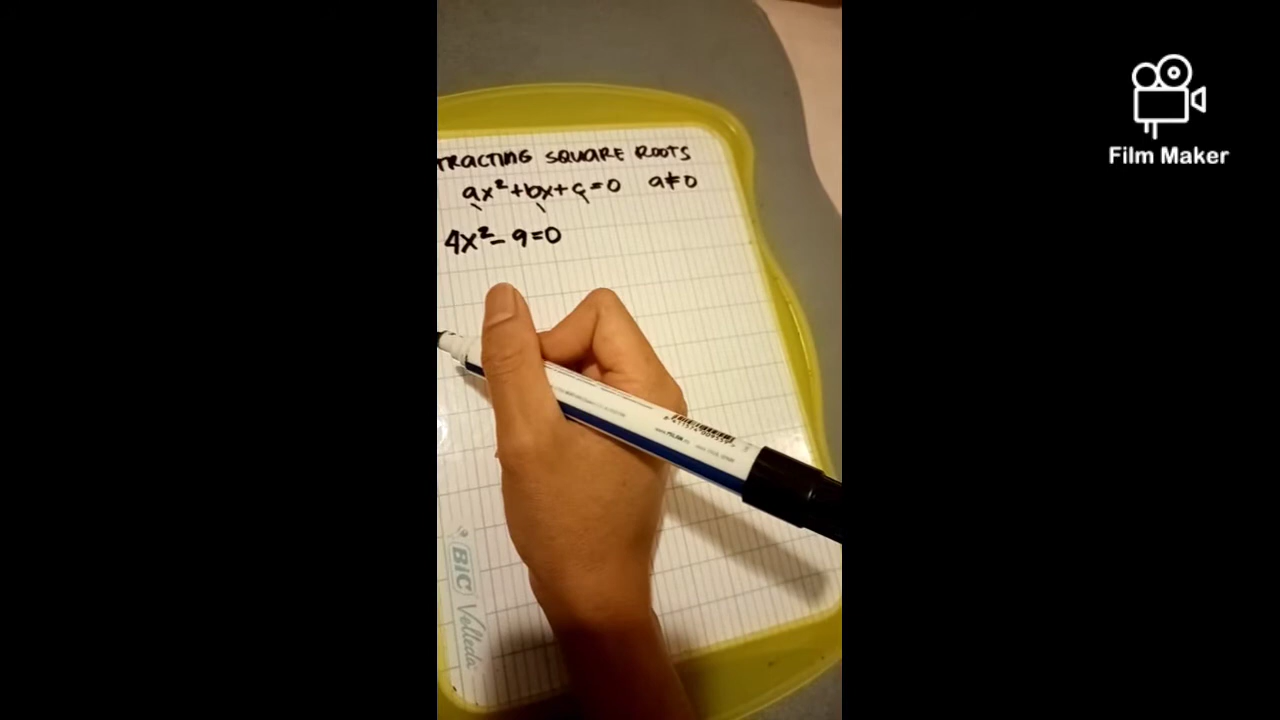 TRACTING SQUARE ROOTS
ax²+bx+c=0 a≠0
4x²-9=0
BIC Velleda
Film Maker